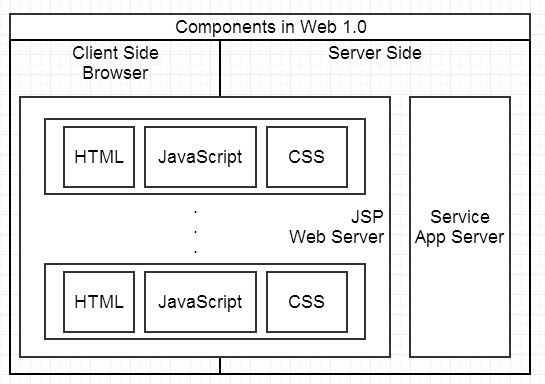 Components in Web 1.0
Client Side
Browser
Server Side
HTML
JavaScript
CSS
.
.
.
JSP
Web Server
Service
App Server
HTML
JavaScript
CSS